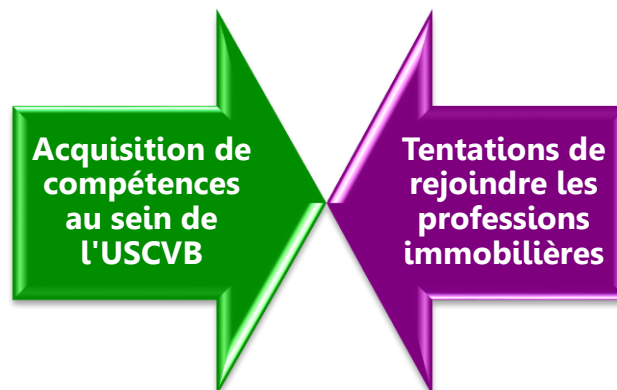 Acquisition de
compétences
au sein de
l'USCVB
Tentations de
rejoindre les
professions
immobilières